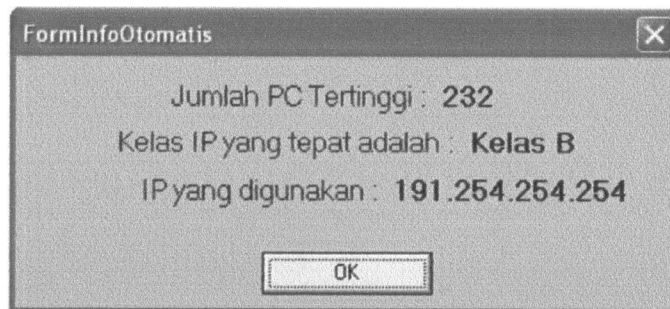 FormInfoOtomatis
Jumlah PC Tertinggi : 232
Kelas IP yang tepat adalah : Kelas B
IP yang digunakan : 191.254.254.254
OK